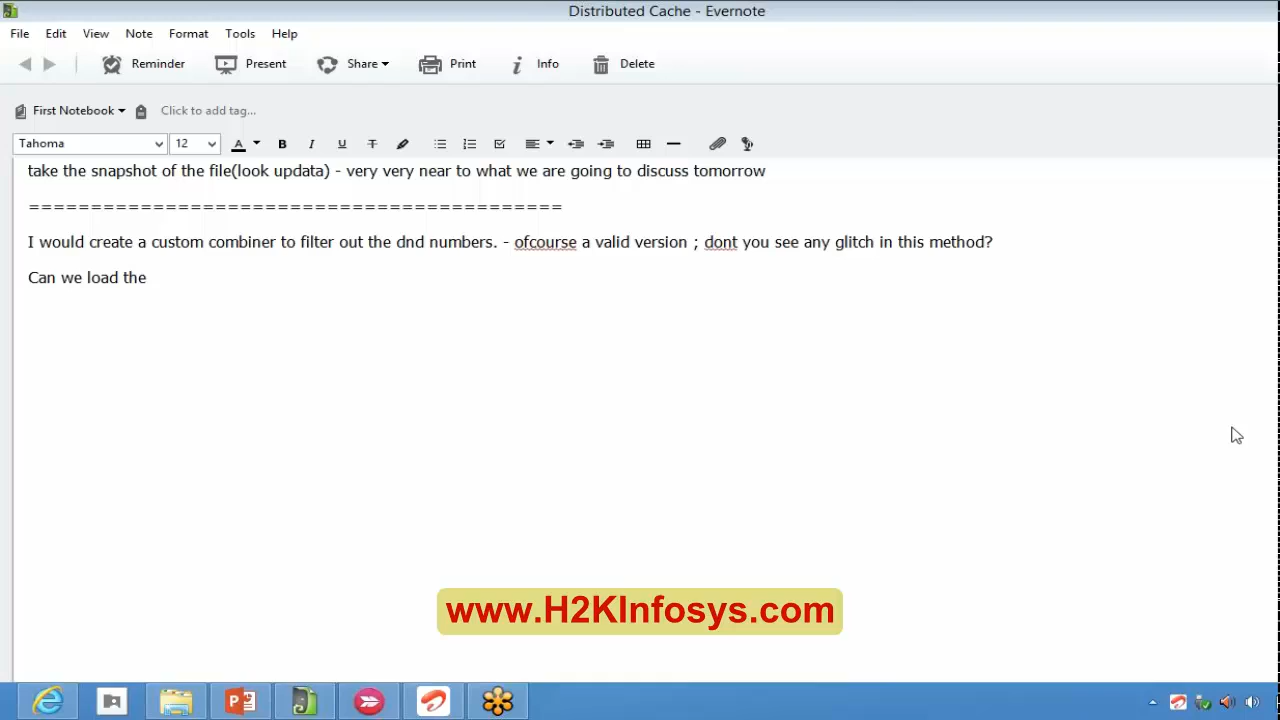 Distributed Cache - Evernote
File Edit View Note Format Tools Help
Reminder Present Share Print Info Delete
First Notebook Click to add tag...
Tahoma 12 A B I U T
take the snapshot of the file(look updata) - very very near to what we are going to discuss tomorrow
===========================================
I would create a custom combiner to filter out the dnd numbers. - ofcourse a valid version ; dont you see any glitch in this method?
Can we load the
www.H2KInfosys.com